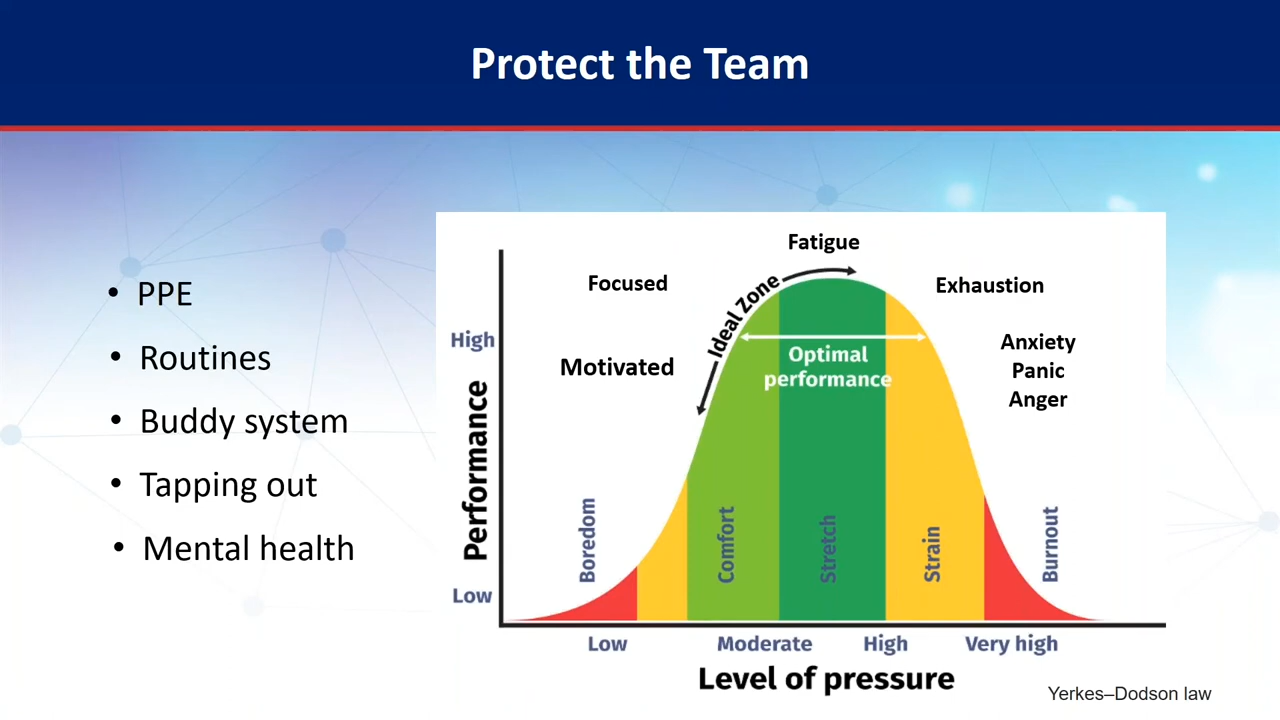 Protect the Team
• PPE
• Routines
• Buddy system
• Tapping out
• Mental health
Fatigue
Focused
Exhaustion
Ideal Zone
High
Anxiety
Panic
Anger
Optimal
performance
Motivated
Performance
Boredom
Comfort
Stretch
Strain
Burnout
Low
Low
Moderate
High
Very high
Level of pressure
Yerkes–Dodson law